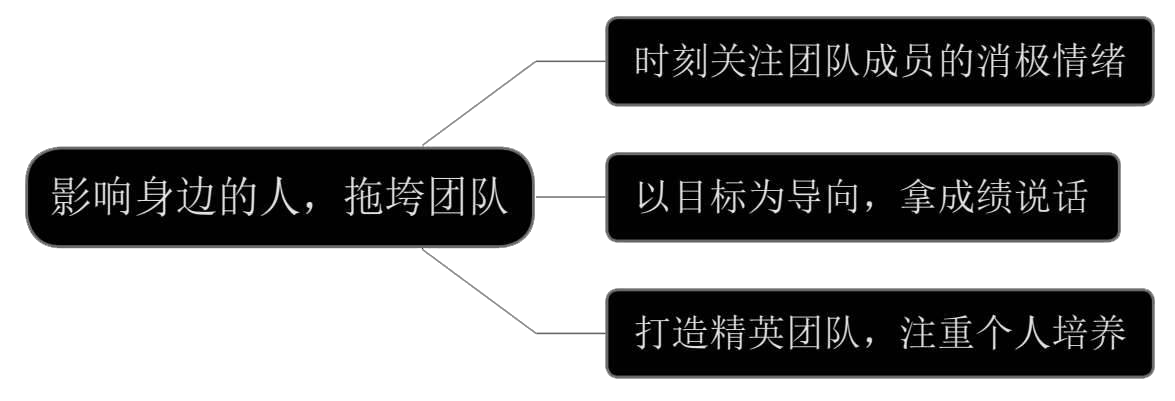 影响身边的人，拖垮团队
时刻关注团队成员的消极情绪
以目标为导向，拿成绩说话
打造精英团队，注重个人培养